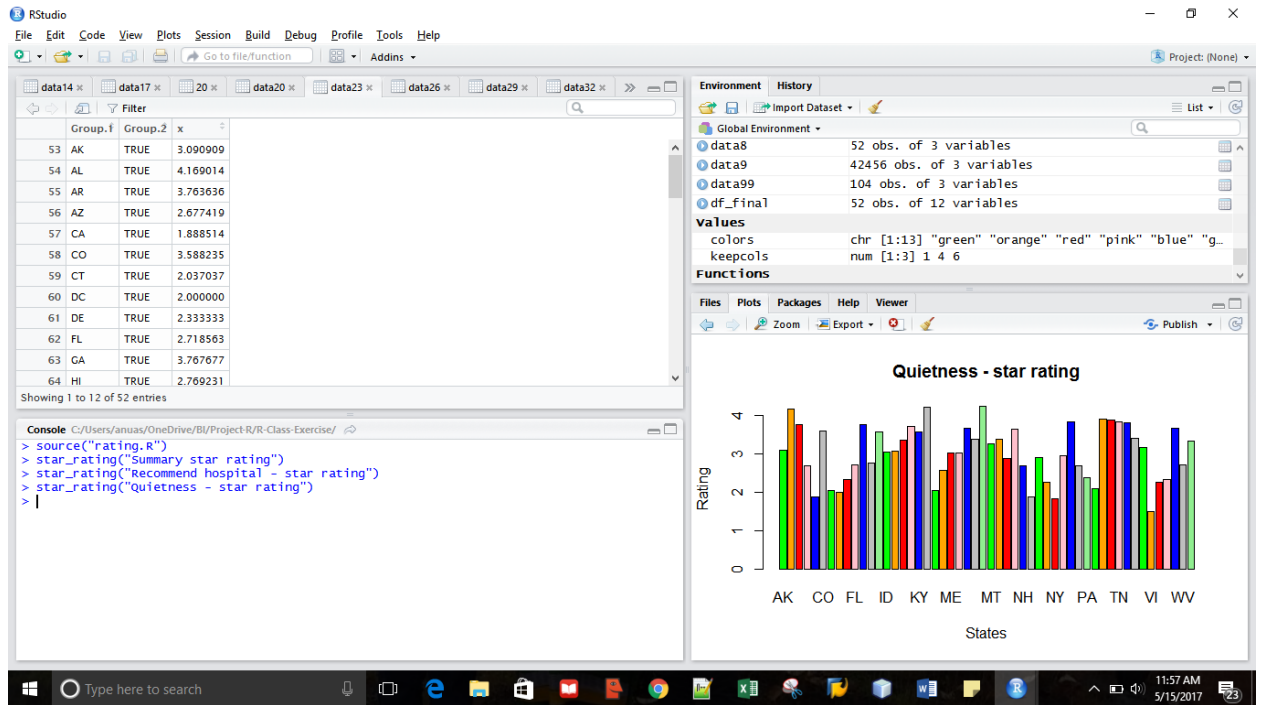 RStudio
File Edit Code View Plots Session Build Debug Profile Tools Help
Go to file/function Addins Project: (None)
data14 data17 20 data20 data23 data26 data29 data32
Filter
Group.1 Group.2 x
53 AK TRUE 3.090909
54 AL TRUE 4.169014
55 AR TRUE 3.763636
56 AZ TRUE 2.677419
57 CA TRUE 1.888514
58 CO TRUE 3.588235
59 CT TRUE 2.037037
60 DC TRUE 2.000000
61 DE TRUE 2.333333
62 FL TRUE 2.718563
63 GA TRUE 3.767677
64 HI TRUE 2.769231
Showing 1 to 12 of 52 entries
Console C:/Users/anuas/OneDrive/BI/Project-R/R-Class-Exercise/
> source("rating.R")
> star_rating("Summary star rating")
> star_rating("Recommend hospital - star rating")
> star_rating("Quietness - star rating")
>
Environment History
Import Dataset List
Global Environment
data8 52 obs. of 3 variables
data9 42456 obs. of 3 variables
data99 104 obs. of 3 variables
df_final 52 obs. of 12 variables
Values
colors chr [1:13] "green" "orange" "red" "pink" "blue" "g…
keepcols num [1:3] 1 4 6
Functions
Files Plots Packages Help Viewer
Zoom Export Publish
Quietness - star rating
Rating
4
3
2
1
0
AK CO FL ID KY ME MT NH NY PA TN VI WV
States
Type here to search
11:57 AM
5/15/2017
23